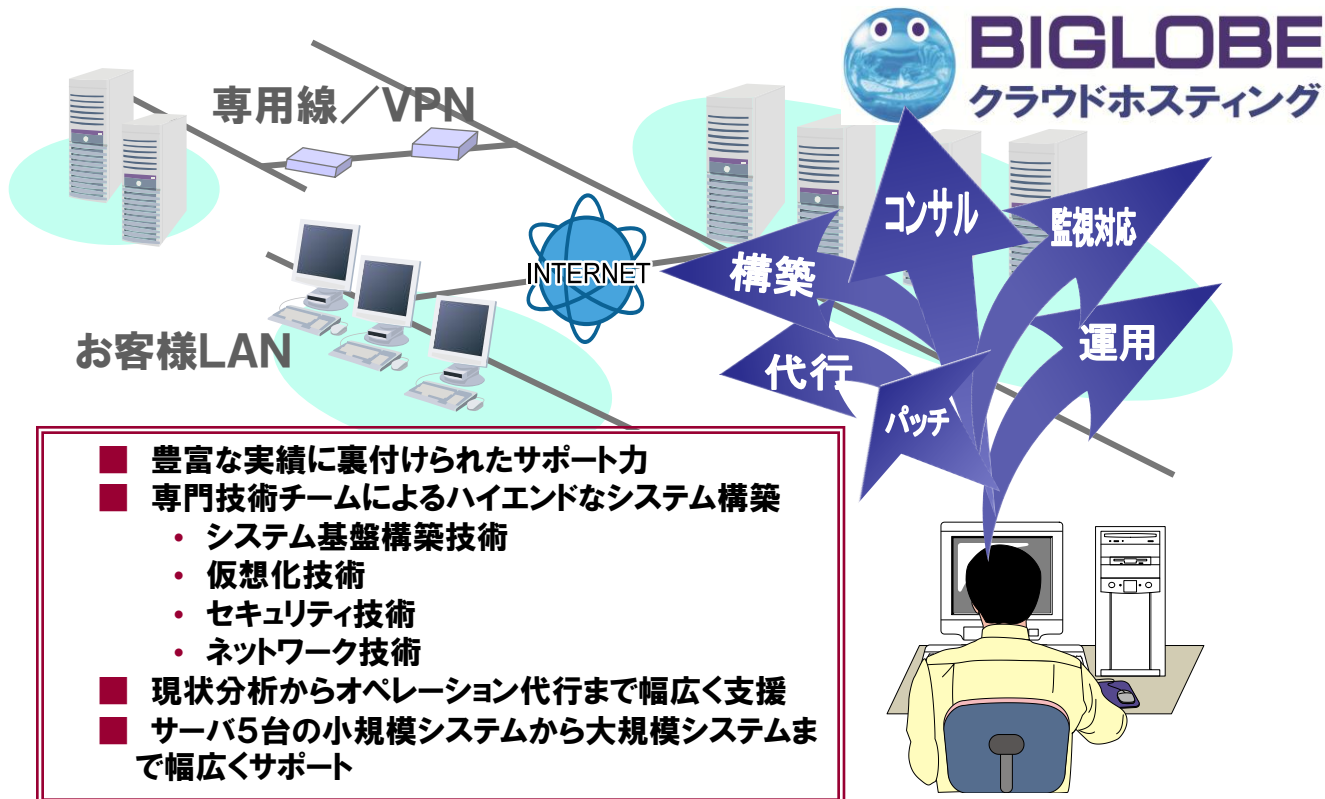 BIGLOBE
クラウドホスティング
専用線／VPN
コンサル
監視対応
構築
INTERNET
運用
お客様LAN
代行
パッチ
■ 豊富な実績に裏付けられたサポート力
■ 専門技術チームによるハイエンドなシステム構築
・ システム基盤構築技術
・ 仮想化技術
・ セキュリティ技術
・ ネットワーク技術
■ 現状分析からオペレーション代行まで幅広く支援
■ サーバ5台の小規模システムから大規模システムま
で幅広くサポート